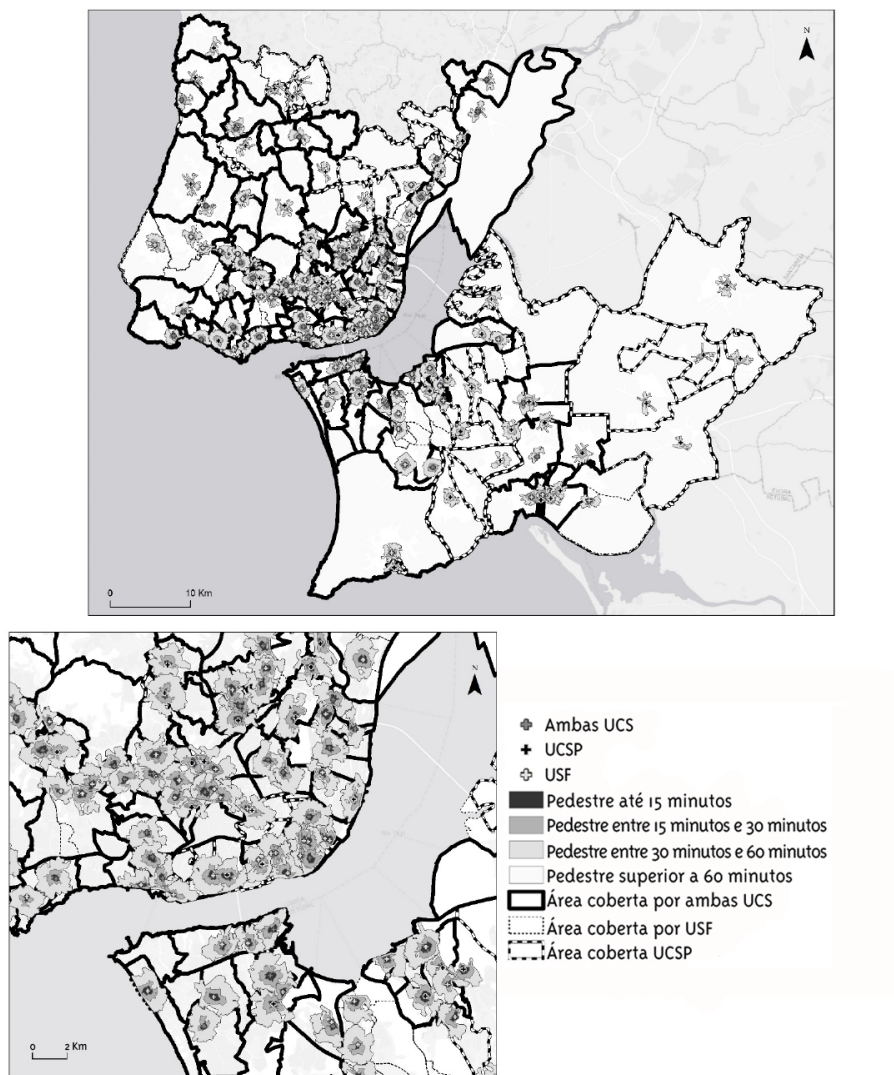 N
0 10 Km
N
0 2 Km
Ambas UCS
UCSP
USF
Pedestre até 15 minutos
Pedestre entre 15 minutos e 30 minutos
Pedestre entre 30 minutos e 60 minutos
Pedestre superior a 60 minutos
Área coberta por ambas UCS
Área coberta por USF
Área coberta UCSP